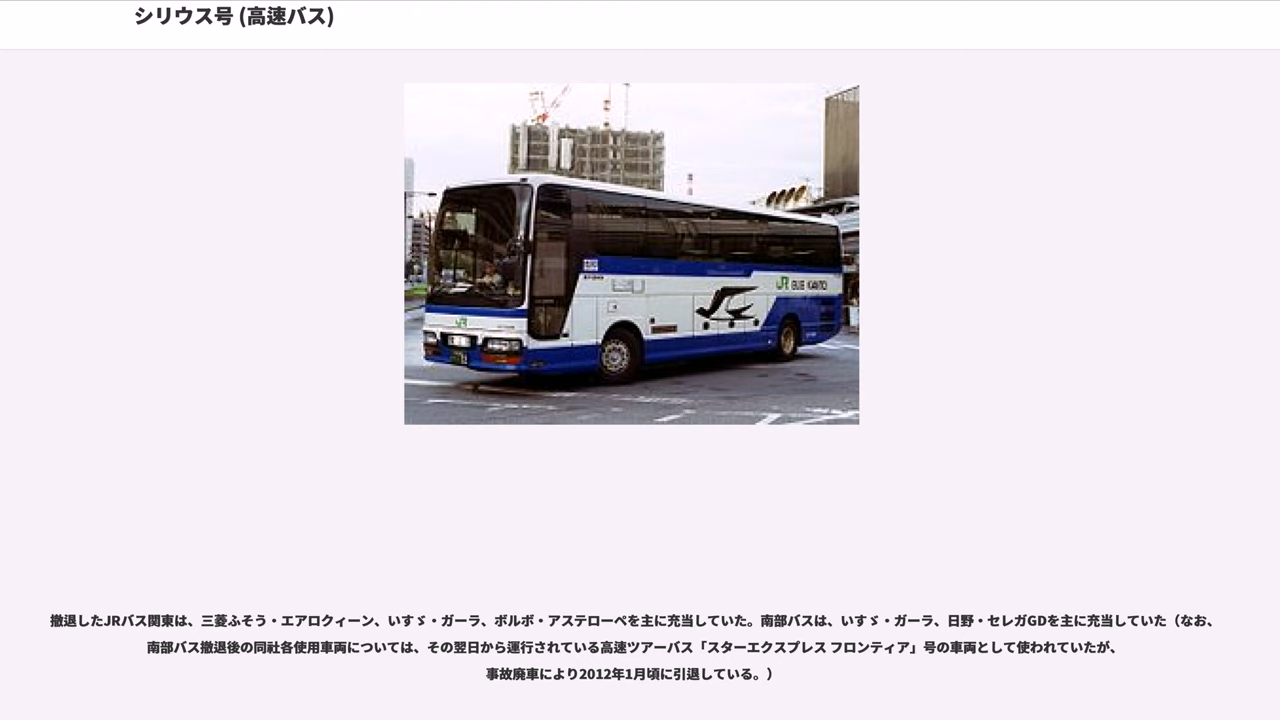 シリウス号 (高速バス)
JR BUS KANTO
JR
撤退したJRバス関東は、三菱ふそう・エアロクィーン、いすゞ・ガーラ、ボルボ・アステローペを主に充当していた。南部バスは、いすゞ・ガーラ、日野・セレガGDを主に充当していた（なお、
南部バス撤退後の同社各使用車両については、その翌日から運行されている高速ツアーバス「スターエクスプレス フロンティア」号の車両として使われていたが、
事故廃車により2012年1月頃に引退している。）